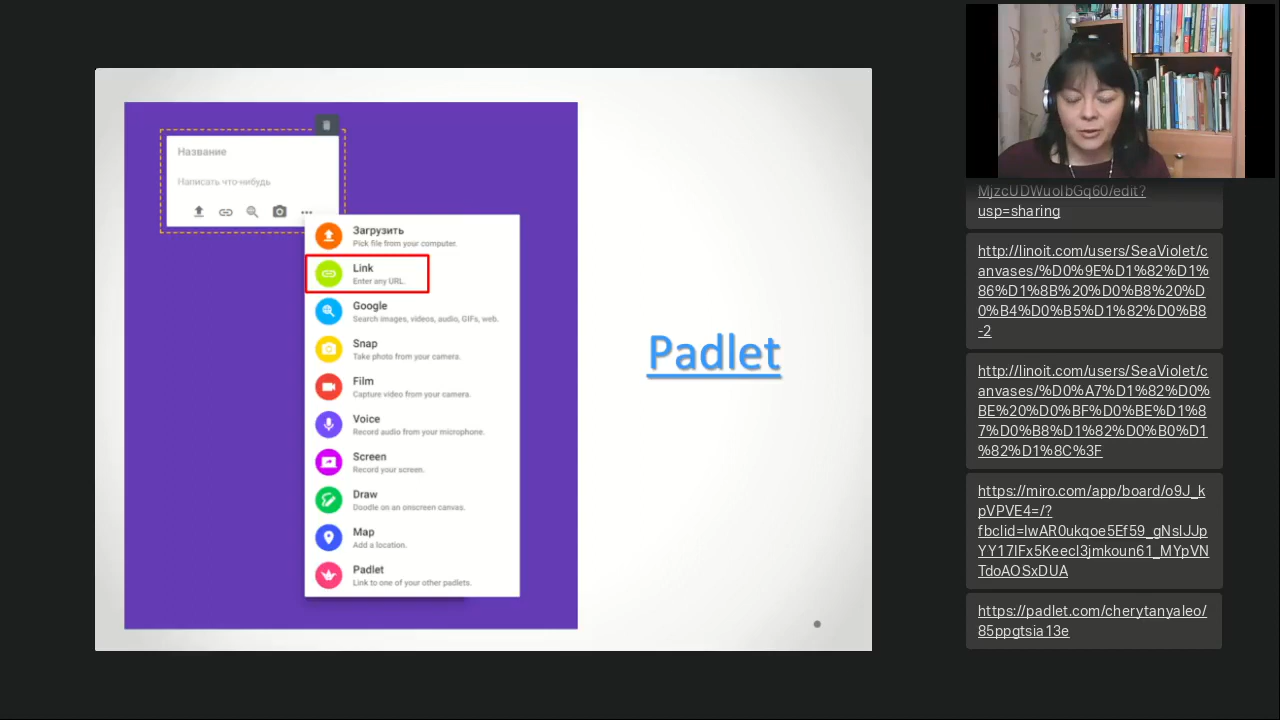 Название
Написать что-нибудь
Загрузить
Pick file from your computer.
Link
Enter any URL.
Google
Search images, videos, audio, GIFs, web.
Snap
Take photo from your camera.
Film
Capture video from your camera.
Voice
Record audio from your microphone.
Screen
Record your screen.
Draw
Doodle on an onscreen canvas.
Map
Add a location.
Padlet
Link to one of your other padlets.
Padlet
MjzcUDWuoIbGq60/edit?
usp=sharing
http://linoit.com/users/SeaViolet/c
anvases/%D0%9E%D1%82%D1%
86%D1%8B%20%D0%B8%20%D
0%B4%D0%B5%D1%82%D0%B8
-2
http://linoit.com/users/SeaViolet/c
anvases/%D0%A7%D1%82%D0%
BE%20%D0%BF%D0%BE%D1%8
7%D0%B8%D1%82%D0%B0%D1
%82%D1%8C%3F
https://miro.com/app/board/o9J_k
pVPVE4=/?
fbclid=IwAR0ukqoe5Ef59_gNslJJp
YY17lFx5Keecl3jmkoun61_MYpVN
TdoAOSxDUA
https://padlet.com/cherytanyaleo/
85ppgtsia13e